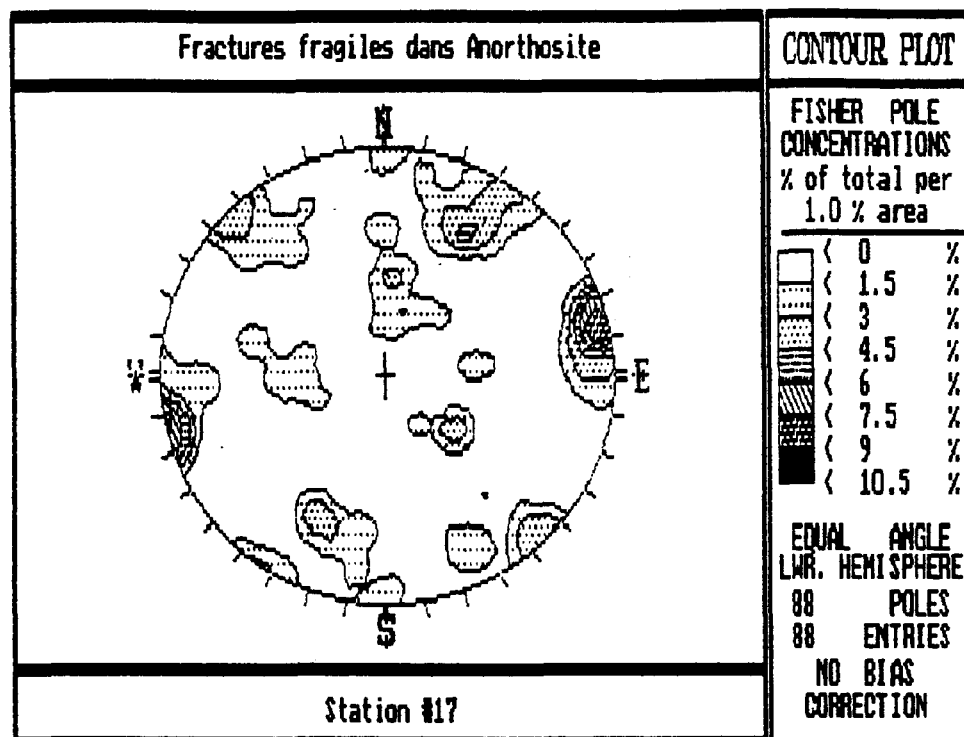 Fractures fragiles dans Anorthosite
N
W
E
S
Station #17
CONTOUR PLOT
FISHER POLE
CONCENTRATIONS
% of total per
1.0 % area
< 0 %
< 1.5 %
< 3 %
< 4.5 %
< 6 %
< 7.5 %
< 9 %
< 10.5 %
EQUAL ANGLE
LWR. HEMISPHERE
88 POLES
88 ENTRIES
NO BIAS
CORRECTION